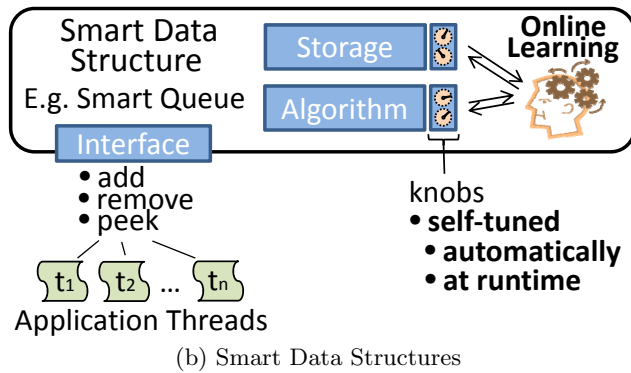 Smart Data
Structure
E.g. Smart Queue
Storage
Algorithm
Online
Learning
Interface
• add
• remove
• peek
t1 t2 ... tn
Application Threads
knobs
• self-tuned
• automatically
• at runtime
(b) Smart Data Structures